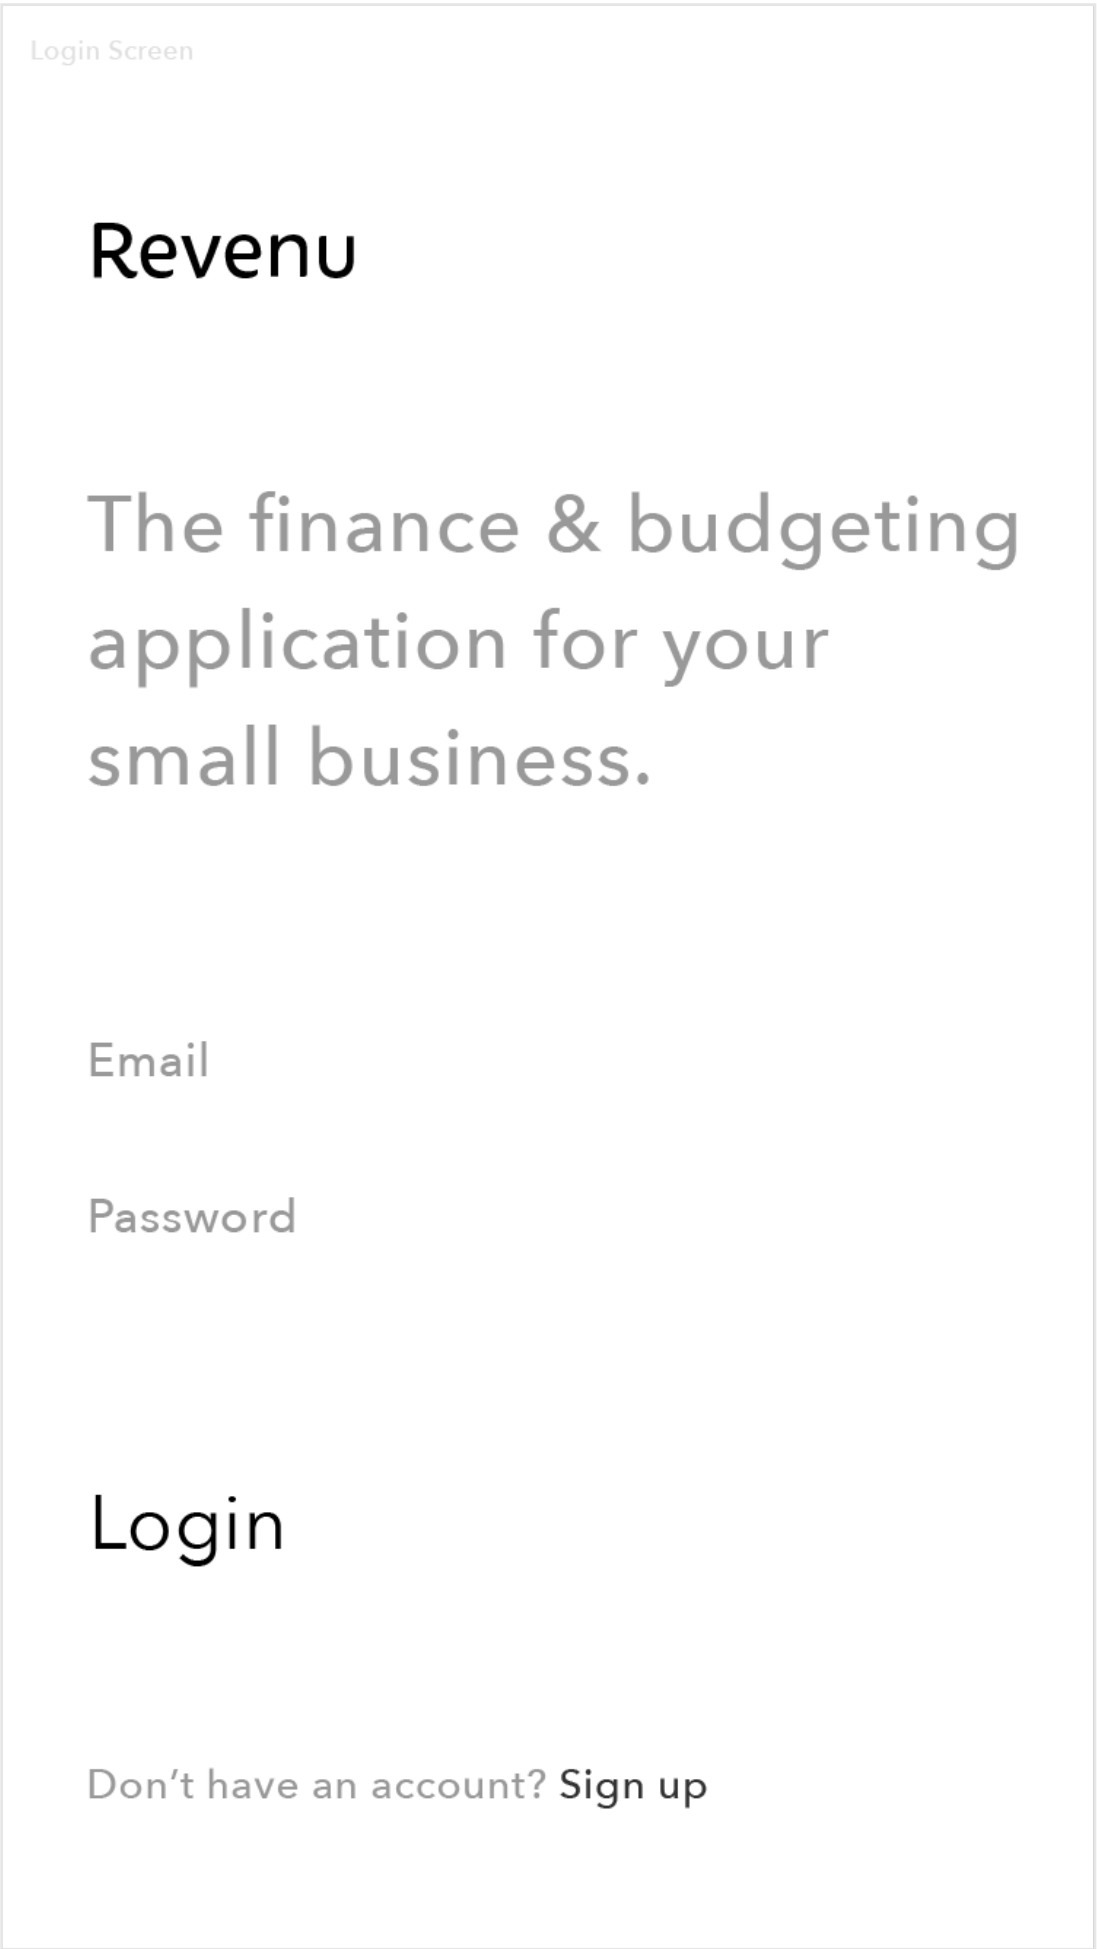 Login Screen
Revenu
The finance & budgeting
application for your
small business.
Email
Password
Login
Don’t have an account? Sign up